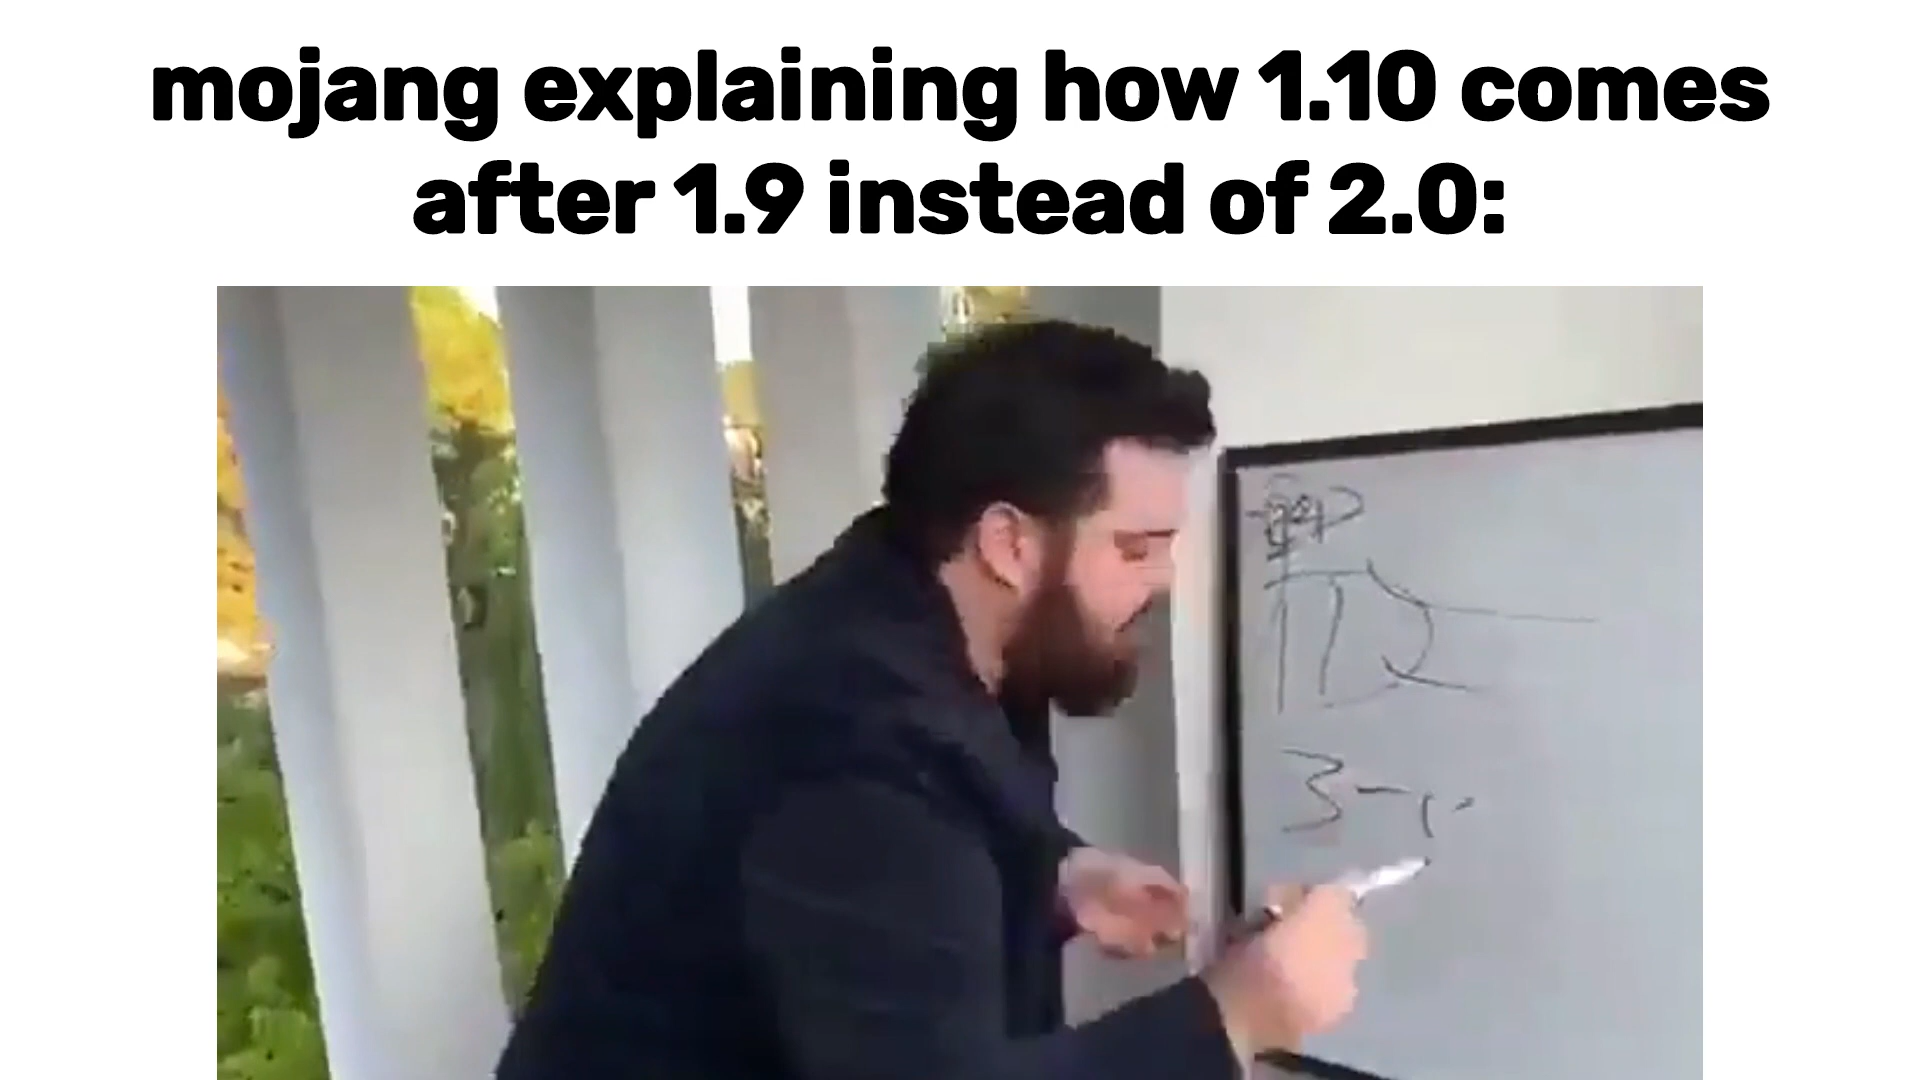 mojang explaining how 1.10 comes
after 1.9 instead of 2.0: